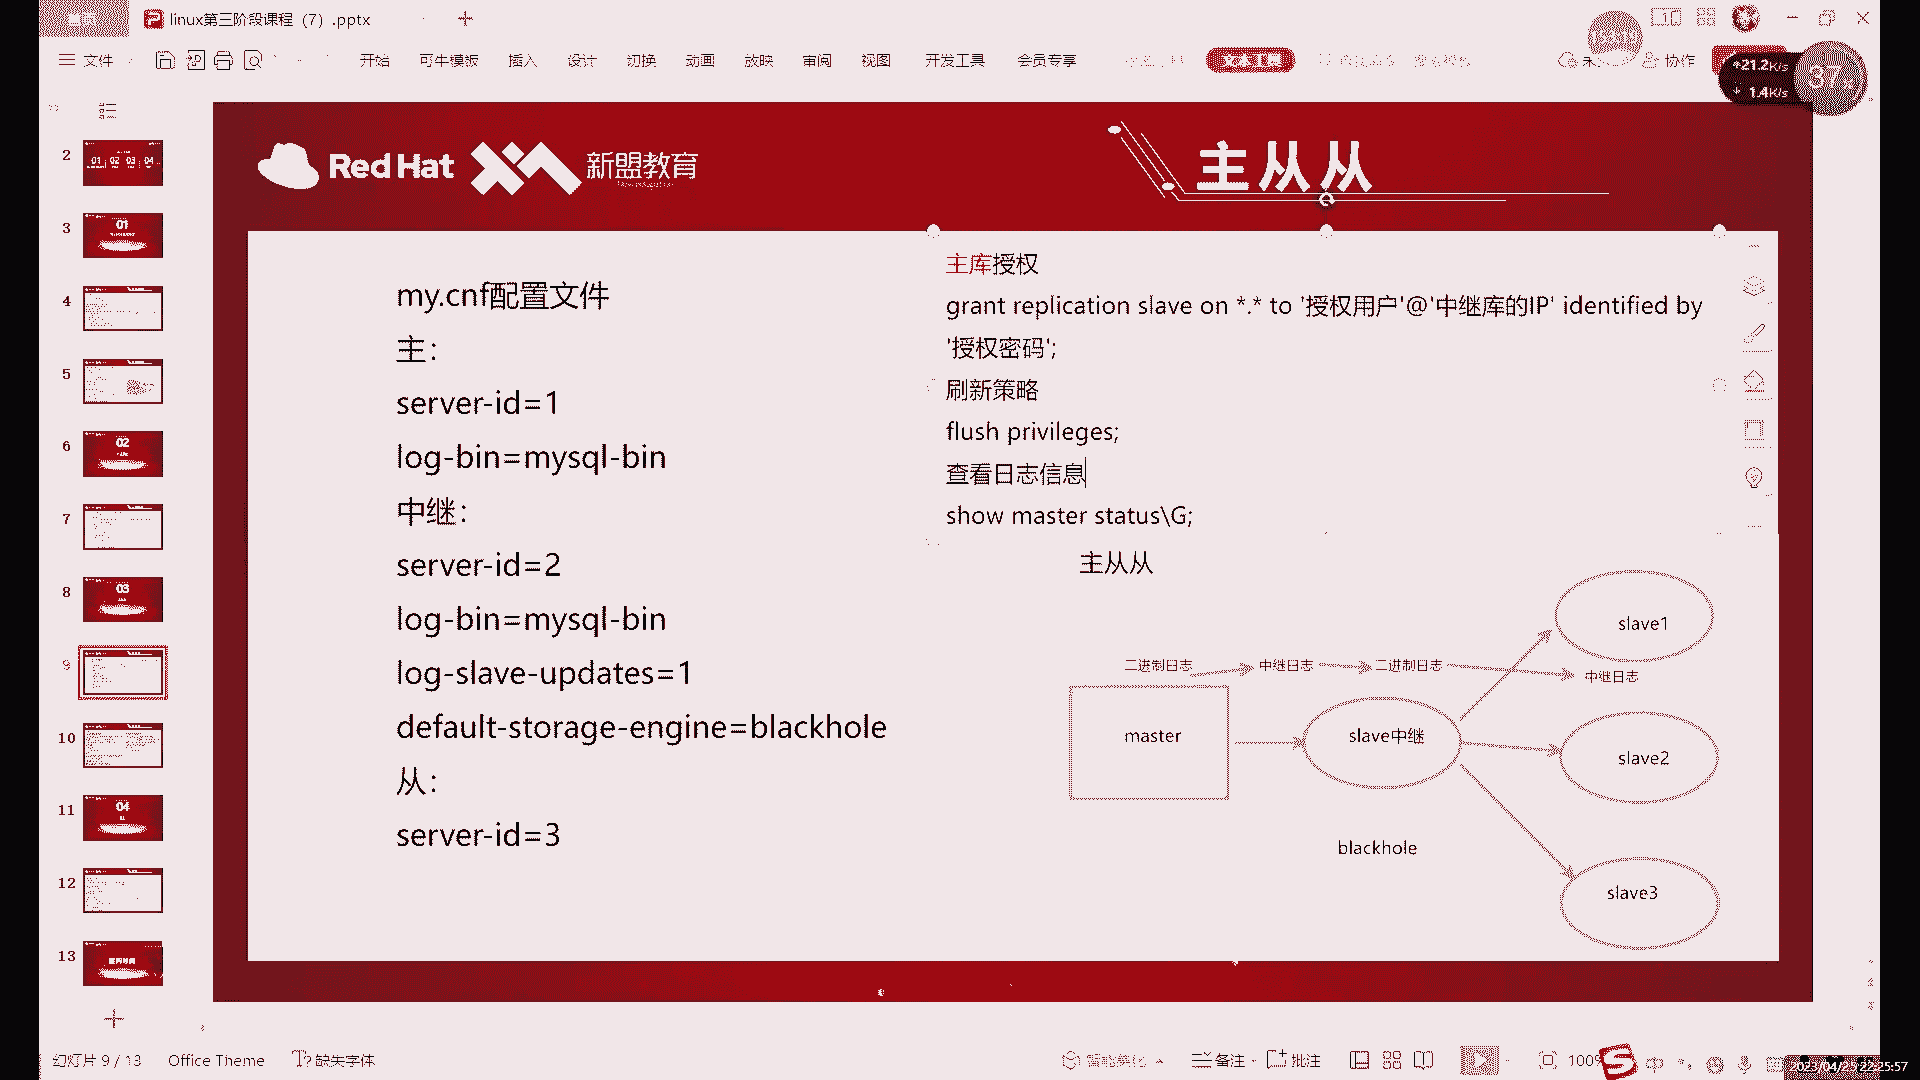 linux第三阶段课程（7）.pptx
文件
开始
可牛模板
插入
设计
切换
动画
放映
审阅
视图
开发工具
会员专享
文本工具
协作
21.2K/s
1.4K/s
37
2
01 02 03 04
3
01
4
5
6
02
7
8
03
9
10
11
04
12
13
Red Hat
新盟教育
主从从
my.cnf配置文件
主：
server-id=1
log-bin=mysql-bin
中继：
server-id=2
log-bin=mysql-bin
log-slave-updates=1
default-storage-engine=blackhole
从：
server-id=3
主库授权
grant replication slave on *.* to '授权用户'@'中继库的IP' identified by
'授权密码';
刷新策略
flush privileges;
查看日志信息
show master status\G;
主从从
二进制日志
中继日志
二进制日志
中继日志
master
slave中继
slave1
slave2
slave3
blackhole
幻灯片 9 / 13
Office Theme
缺失字体
备注
批注
100%
中
2023/04/25 22:25:57